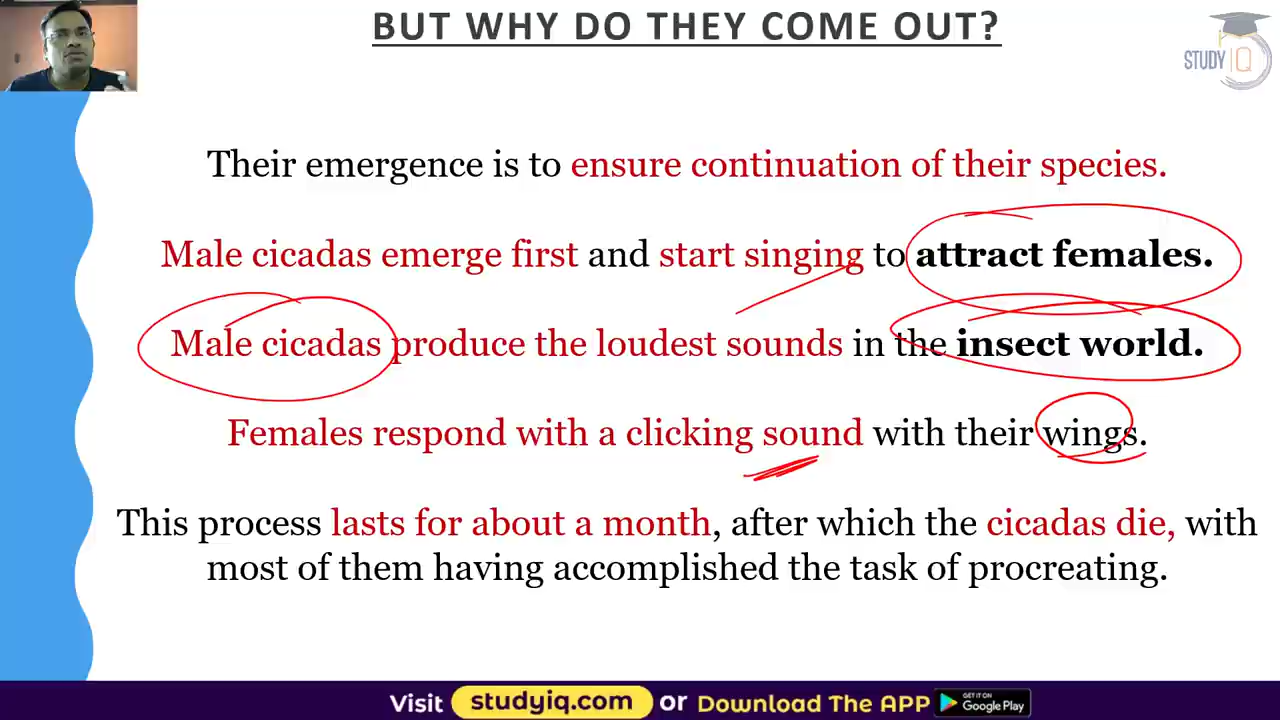 BUT WHY DO THEY COME OUT?
STUDY IQ
Their emergence is to ensure continuation of their species.
Male cicadas emerge first and start singing to attract females.
Male cicadas produce the loudest sounds in the insect world.
Females respond with a clicking sound with their wings.
This process lasts for about a month, after which the cicadas die, with
most of them having accomplished the task of procreating.
Visit studyiq.com or Download The APP GET IT ON Google Play